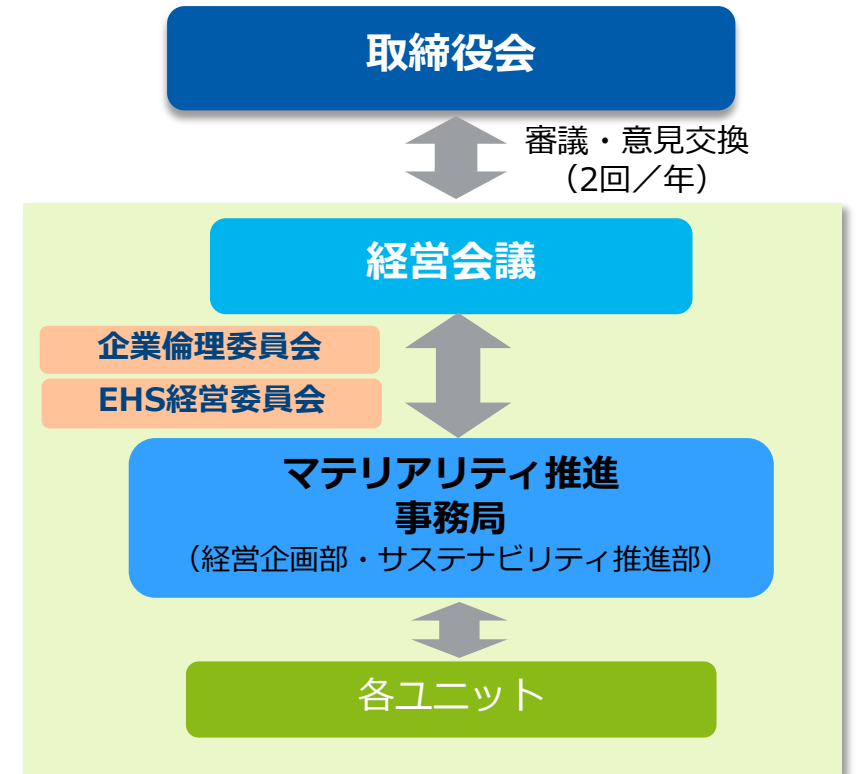 取締役会
審議・意見交換
（2回／年）
経営会議
企業倫理委員会
EHS経営委員会
マテリアリティ推進
事務局
（経営企画部・サステナビリティ推進部）
各ユニット